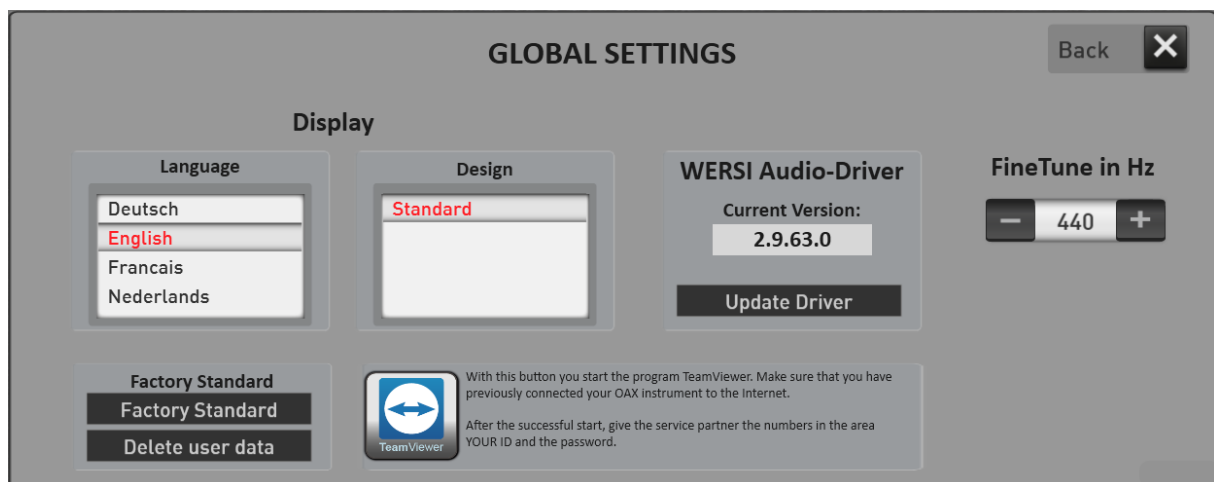 GLOBAL SETTINGS
Back
Display
Language
Deutsch
English
Francais
Nederlands
Design
Standard
WERSI Audio-Driver
Current Version:
2.9.63.0
Update Driver
FineTune in Hz
440
Factory Standard
Factory Standard
Delete user data
TeamViewer
With this button you start the program TeamViewer. Make sure that you have
previously connected your OAX instrument to the Internet.
After the successful start, give the service partner the numbers in the area
YOUR ID and the password.